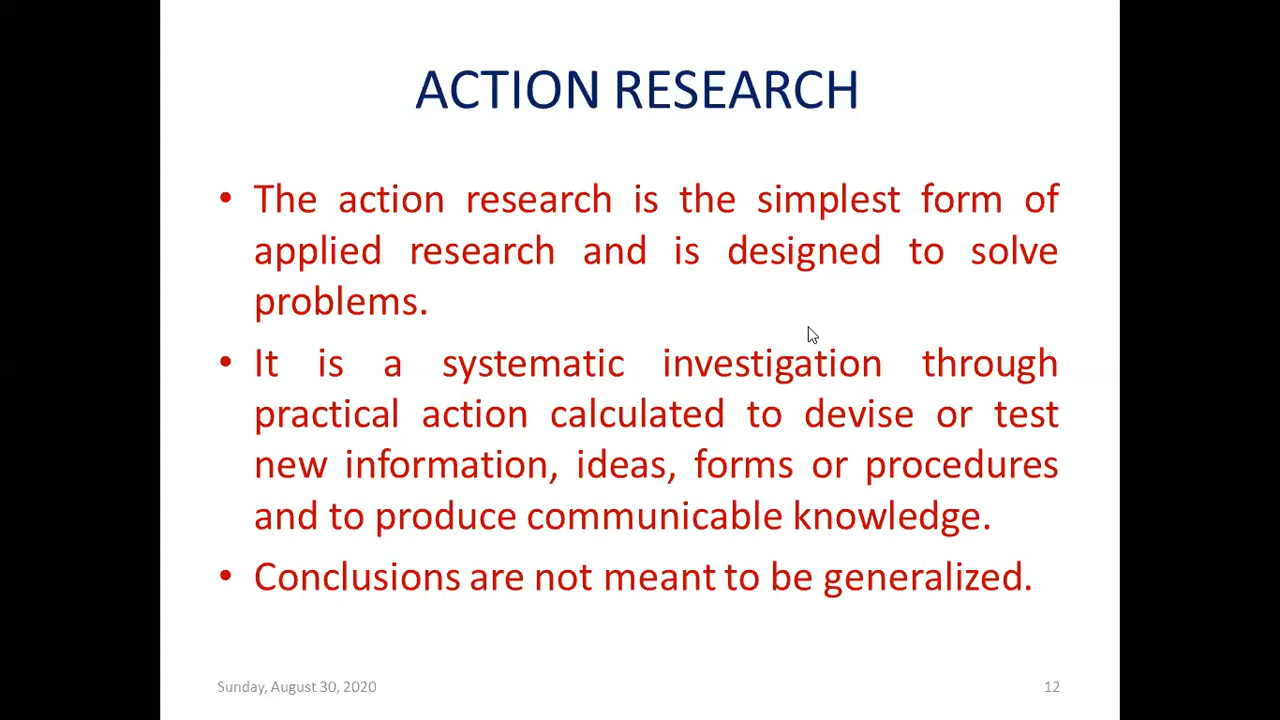 ACTION RESEARCH
• The action research is the simplest form of
applied research and is designed to solve
problems.
• It is a systematic investigation through
practical action calculated to devise or test
new information, ideas, forms or procedures
and to produce communicable knowledge.
• Conclusions are not meant to be generalized.
Sunday, August 30, 2020
12